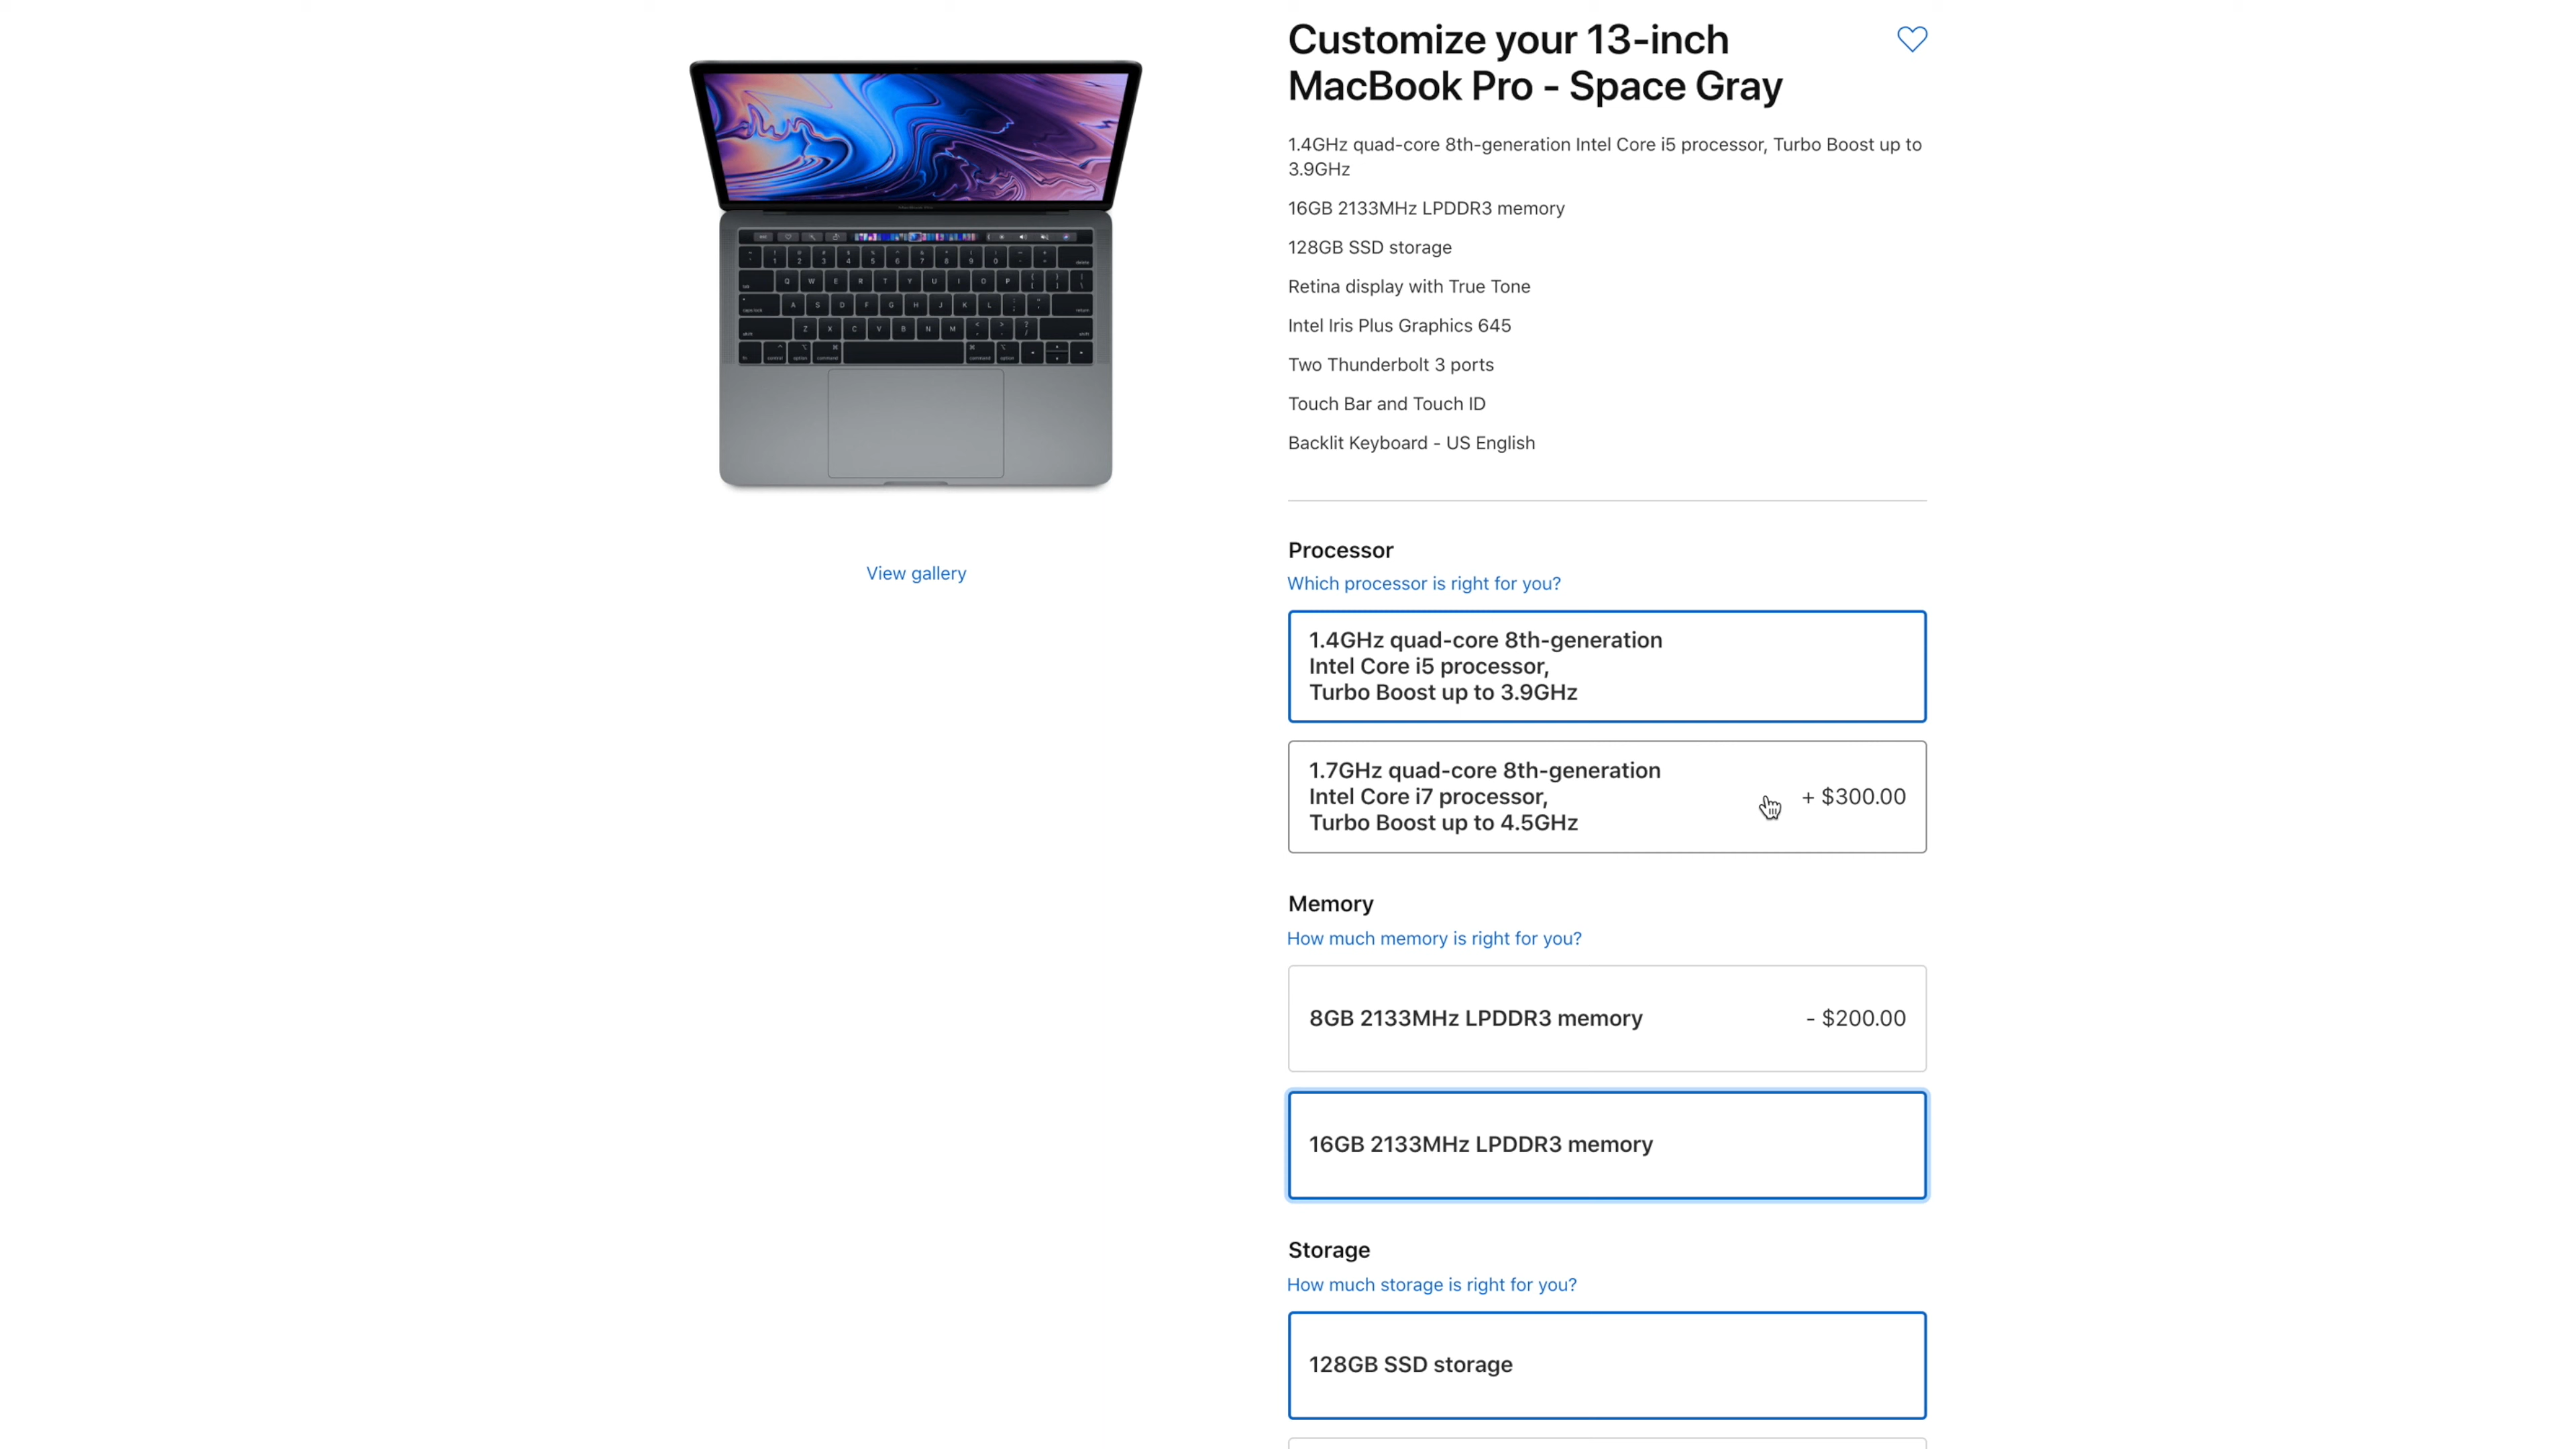 Customize your 13-inch
MacBook Pro - Space Gray
1.4GHz quad-core 8th-generation Intel Core i5 processor, Turbo Boost up to
3.9GHz
16GB 2133MHz LPDDR3 memory
128GB SSD storage
Retina display with True Tone
Intel Iris Plus Graphics 645
Two Thunderbolt 3 ports
Touch Bar and Touch ID
Backlit Keyboard - US English
View gallery
Processor
Which processor is right for you?
1.4GHz quad-core 8th-generation
Intel Core i5 processor,
Turbo Boost up to 3.9GHz
1.7GHz quad-core 8th-generation
Intel Core i7 processor,
Turbo Boost up to 4.5GHz
+ $300.00
Memory
How much memory is right for you?
8GB 2133MHz LPDDR3 memory - $200.00
16GB 2133MHz LPDDR3 memory
Storage
How much storage is right for you?
128GB SSD storage